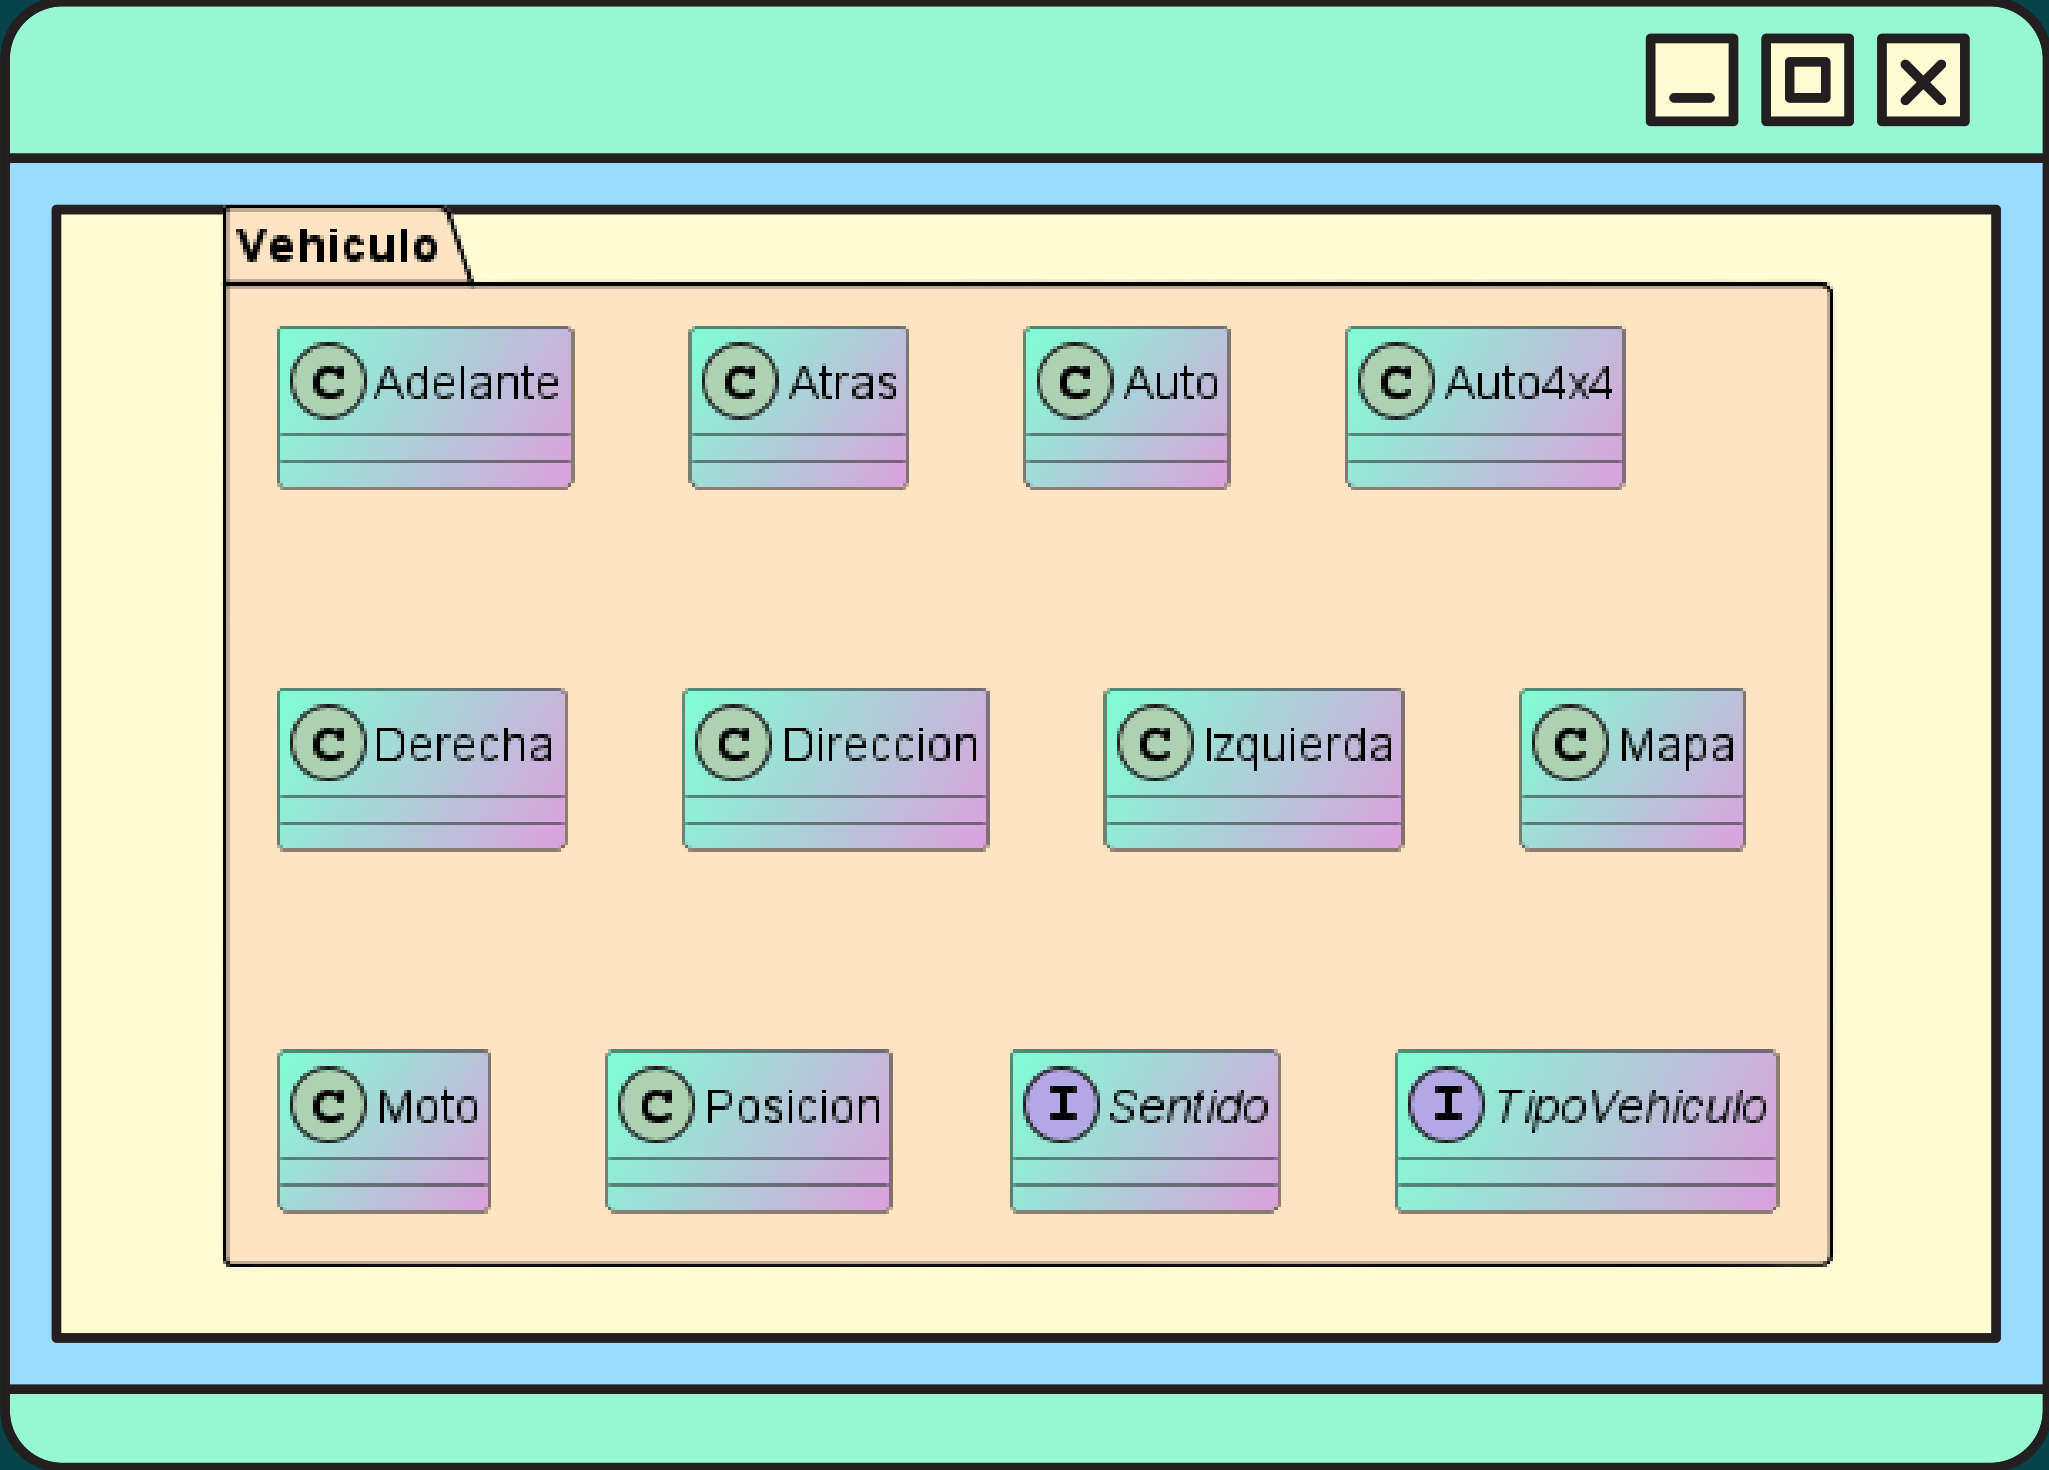 Vehiculo
C Adelante
C Atras
C Auto
C Auto4x4
C Derecha
C Direccion
C Izquierda
C Mapa
C Moto
C Posicion
I Sentido
I TipoVehiculo